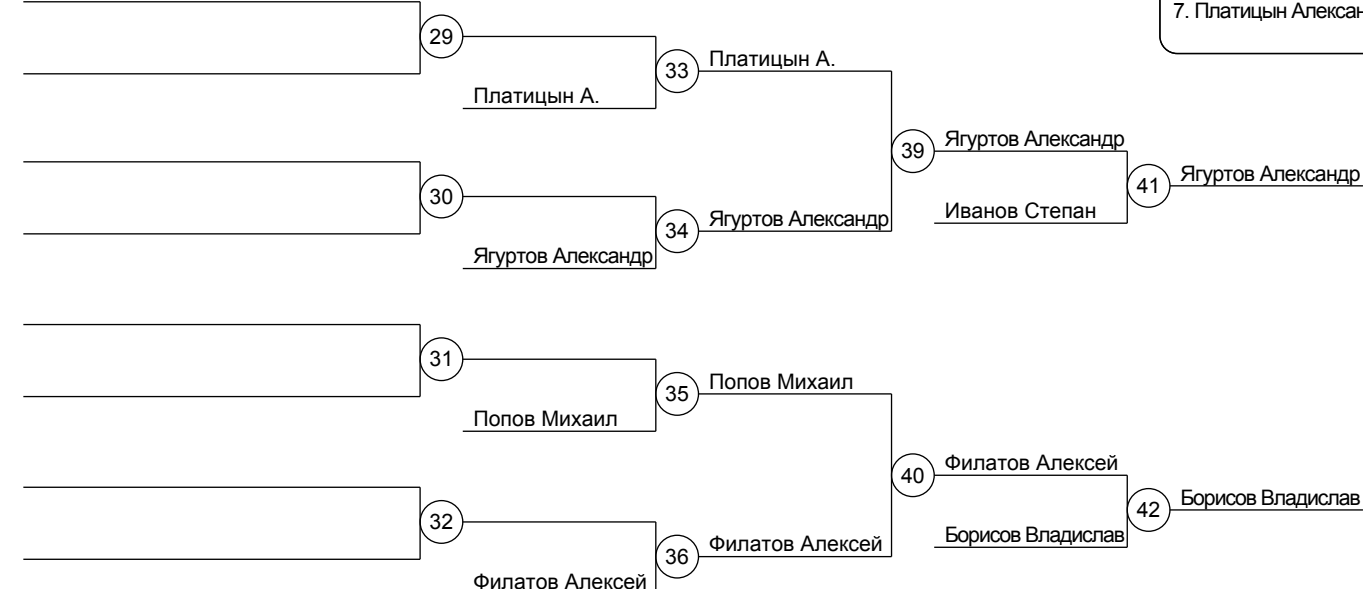 7. Платицын Алексан
29
Платицын А.
33
Платицын А.
39
Ягуртов Александр
41
Ягуртов Александр
30
Иванов Степан
34
Ягуртов Александр
Ягуртов Александр
31
35
Попов Михаил
Попов Михаил
40
Филатов Алексей
42
Борисов Владислав
32
Борисов Владислав
36
Филатов Алексей
Филатов Алексей